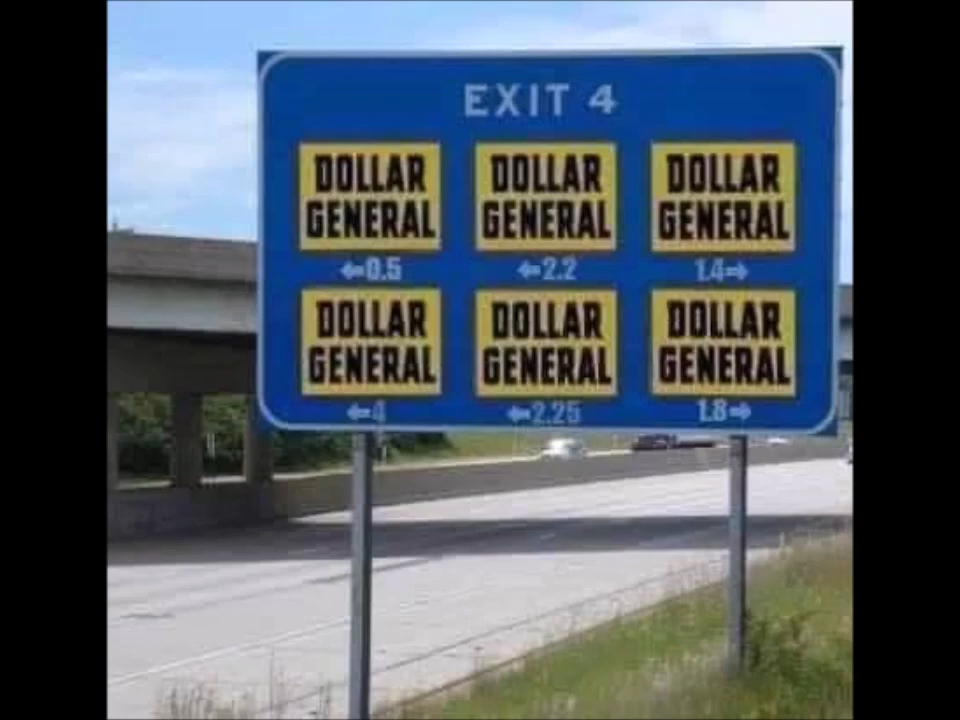 EXIT 4
DOLLAR GENERAL DOLLAR GENERAL DOLLAR GENERAL
←0.5 ←2.2 1.4→
DOLLAR GENERAL DOLLAR GENERAL DOLLAR GENERAL
←4 ←2.25 1.8→